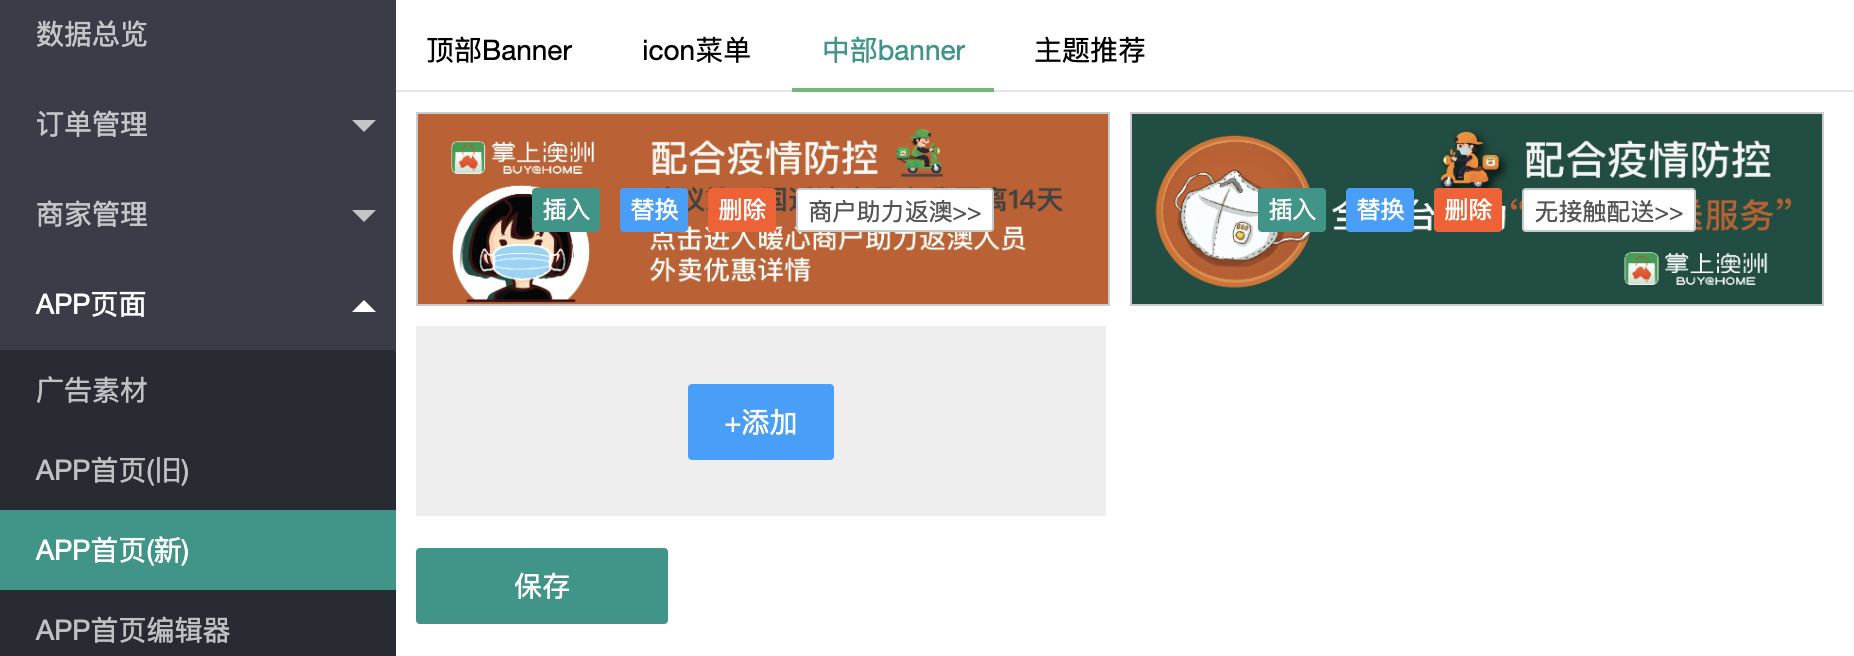 数据总览
订单管理
商家管理
APP页面
广告素材
APP首页(旧)
APP首页(新)
APP首页编辑器
顶部Banner
icon菜单
中部banner
主题推荐
掌上澳洲
BUY@HOME
配合疫情防控
离14天
点击进入暖心商户助力返澳人员
外卖优惠详情
插入
替换
删除
商户助力返澳>>
配合疫情防控
全 台
服务”
掌上澳洲
BUY@HOME
插入
替换
删除
无接触配送>>
+添加
保存